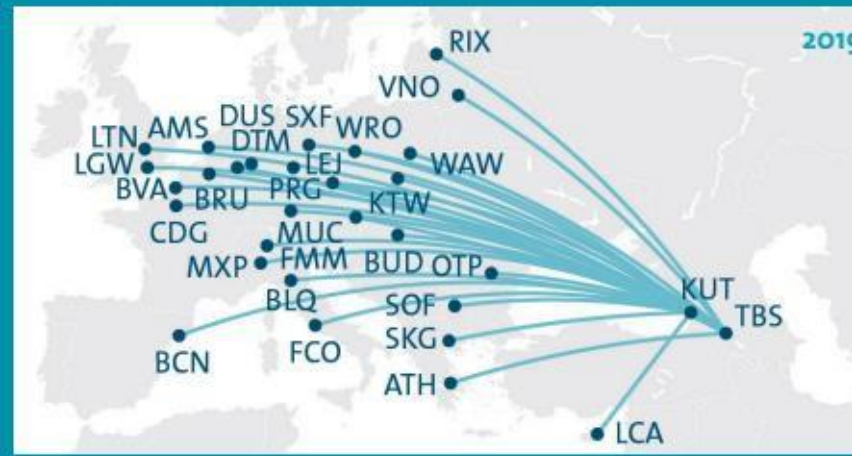 RIX
2019
VNO
DUS SXF
AMS
WRO
LTN
DTM
LGW
LEJ
WAW
BVA
BRU
PRG
KTW
CDG
MUC
MXP
FMM
BUD
OTP
KUT
BLQ
SOF
TBS
BCN
FCO
SKG
ATH
LCA